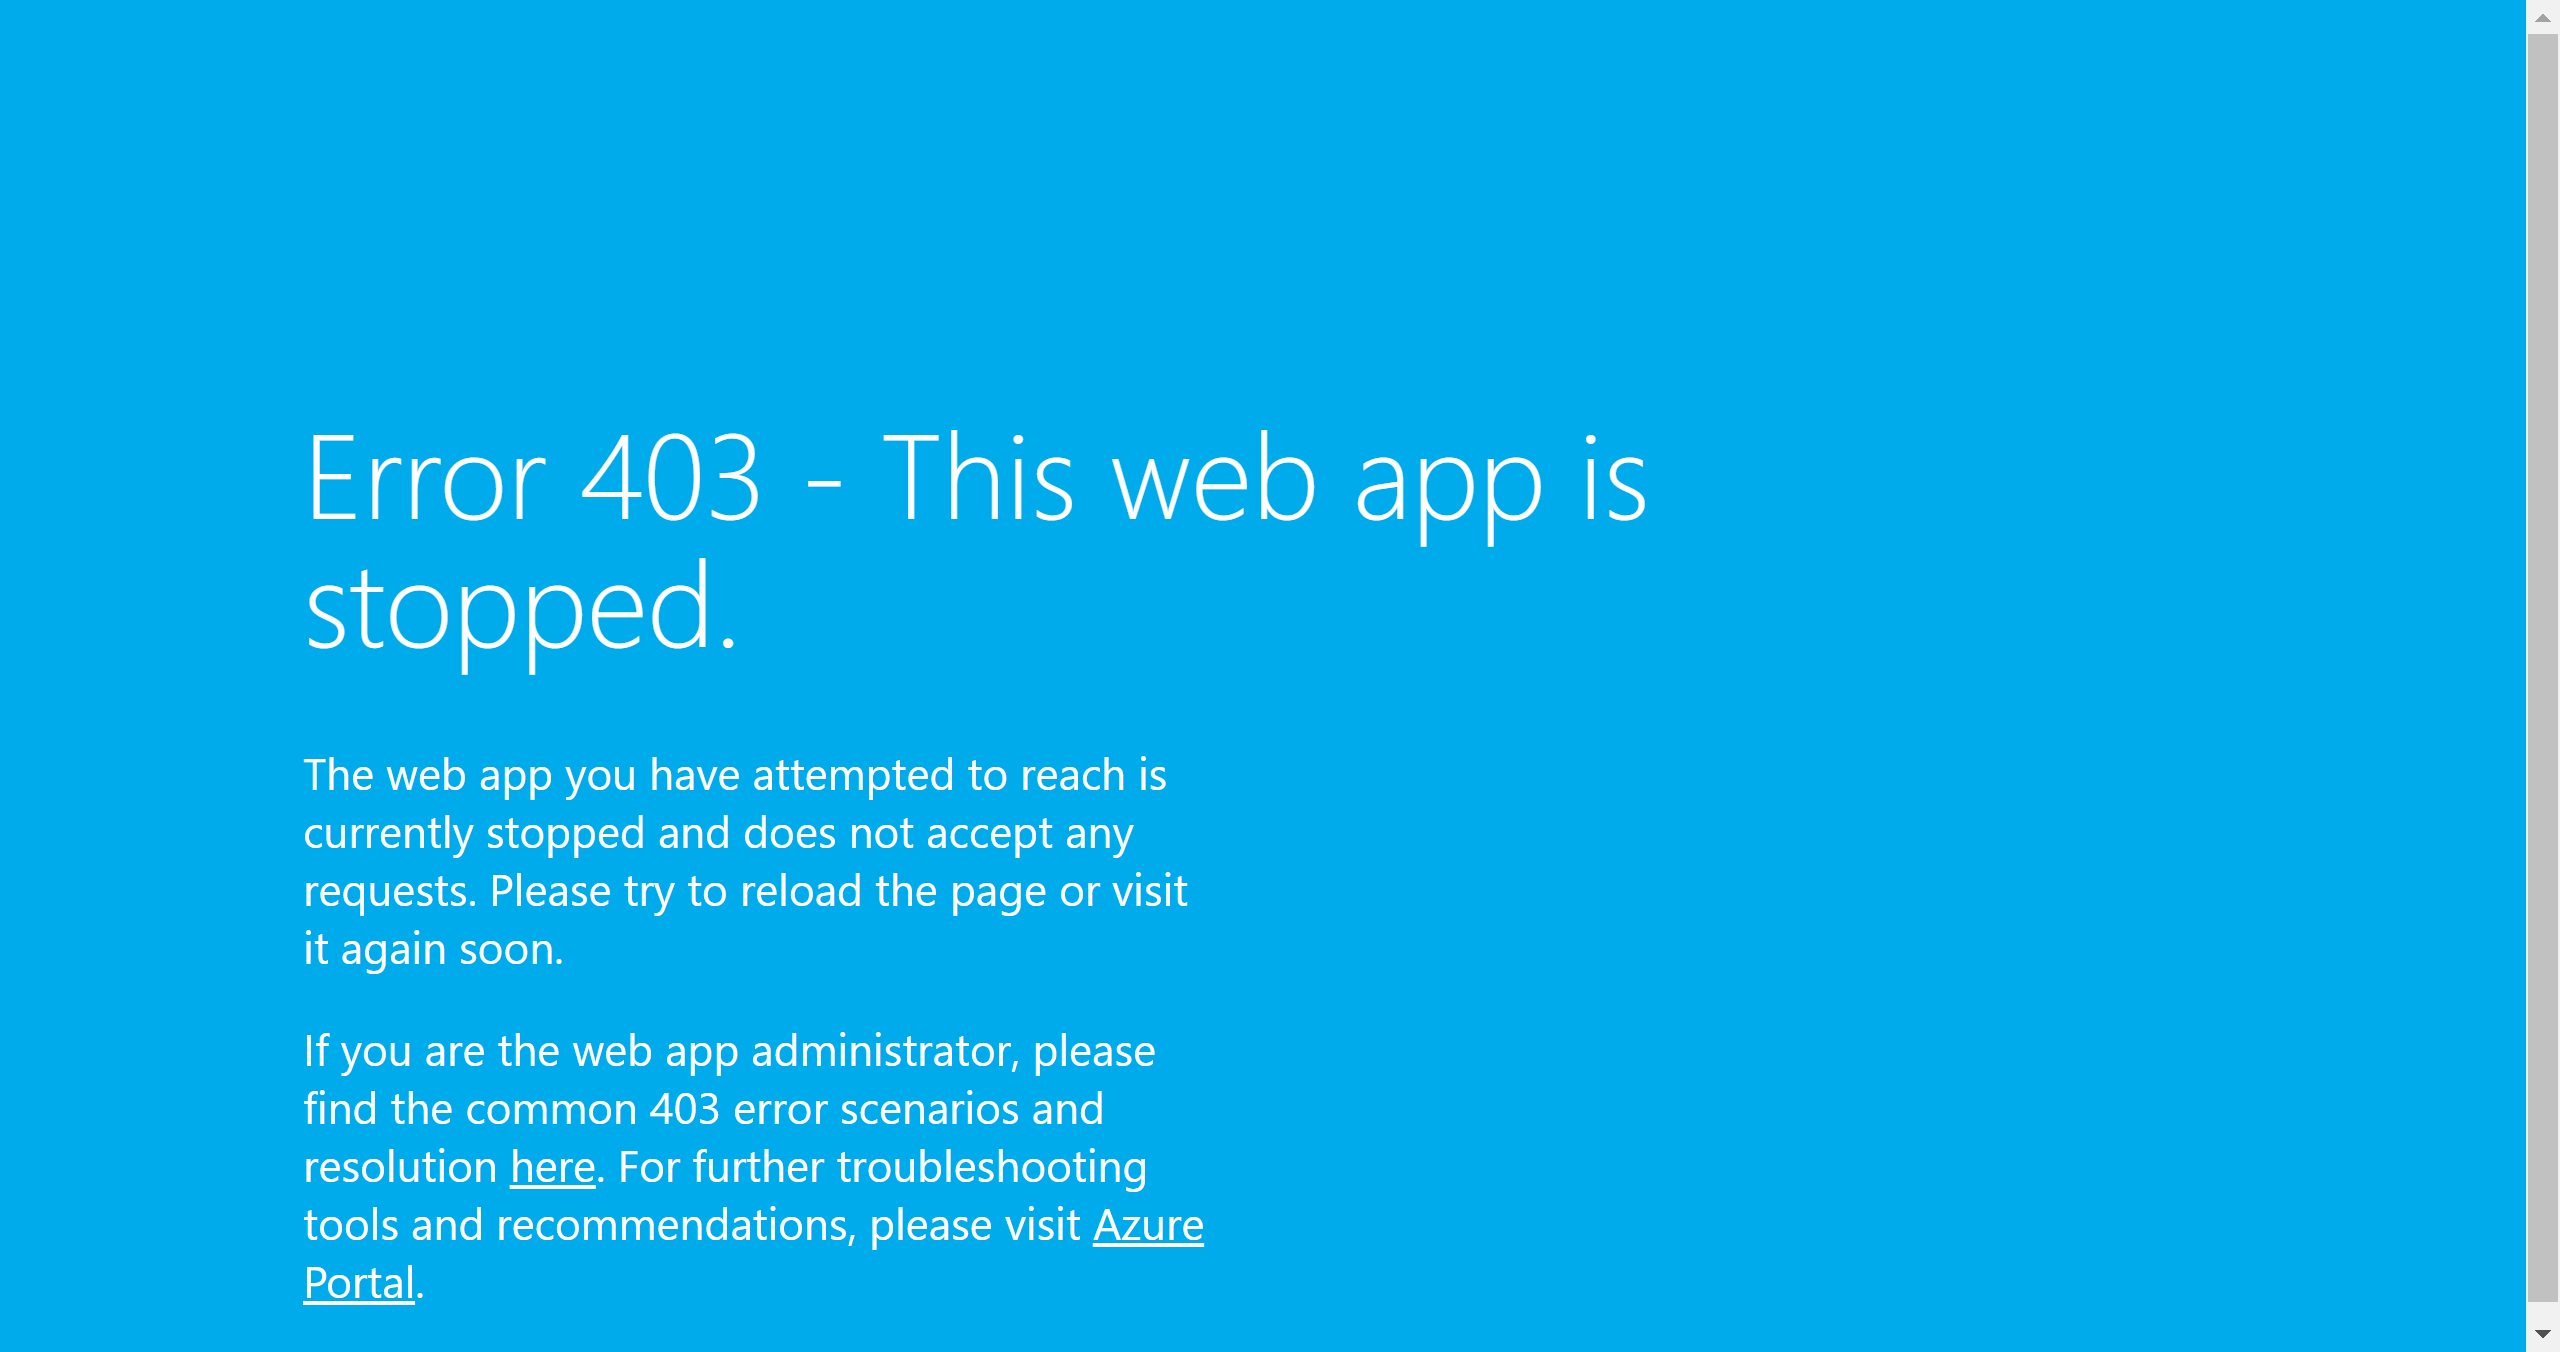 Error 403 - This web app is
stopped.
The web app you have attempted to reach is
currently stopped and does not accept any
requests. Please try to reload the page or visit
it again soon.
If you are the web app administrator, please
find the common 403 error scenarios and
resolution here. For further troubleshooting
tools and recommendations, please visit Azure
Portal.